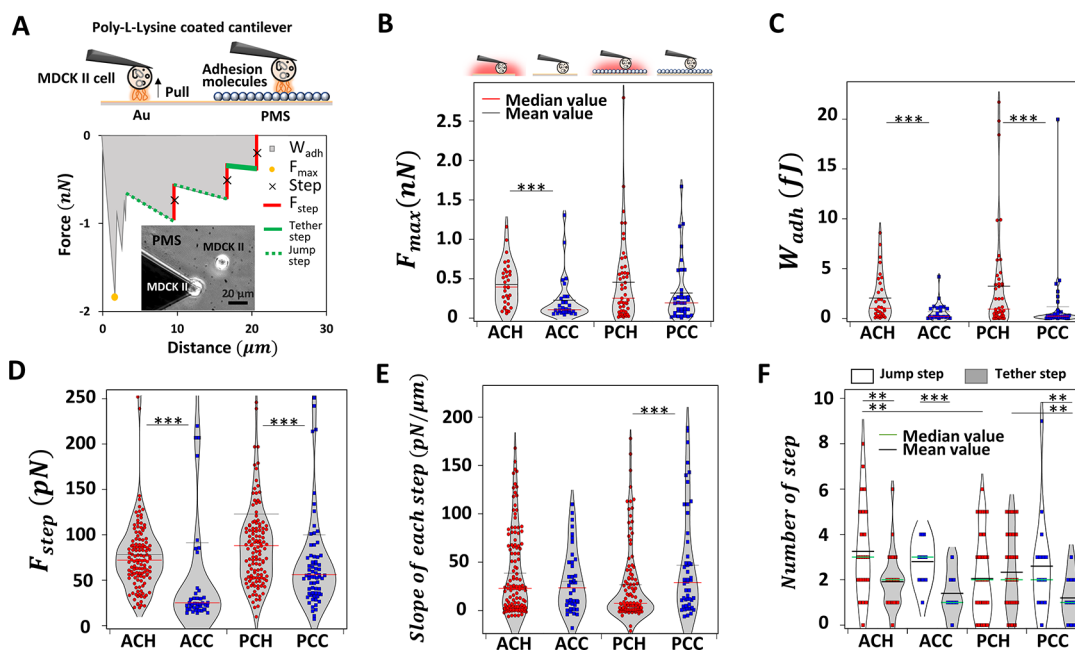 A
Poly-L-Lysine coated cantilever
MDCK II cell
Pull
Adhesion
molecules
Au
PMS
Force (nN)
0
-1
-2
0
10
20
30
Distance (μm)
W_adh
F_max
Step
F_step
Tether
step
Jump
step
PMS
MDCK II
MDCK II
20 μm
B
F_max (nN)
2.5
2.0
1.5
1.0
0.5
0
Median value
Mean value
***
ACH
ACC
PCH
PCC
C
W_adh (fJ)
20
15
10
5
0
***
***
ACH
ACC
PCH
PCC
D
F_step (pN)
250
200
150
100
50
0
***
***
ACH
ACC
PCH
PCC
E
Slope of each step (pN/μm)
200
150
100
50
0
***
ACH
ACC
PCH
PCC
F
Jump step
Tether step
Number of step
10
8
6
4
2
0
**
**
***
**
**
Median value
Mean value
ACH
ACC
PCH
PCC